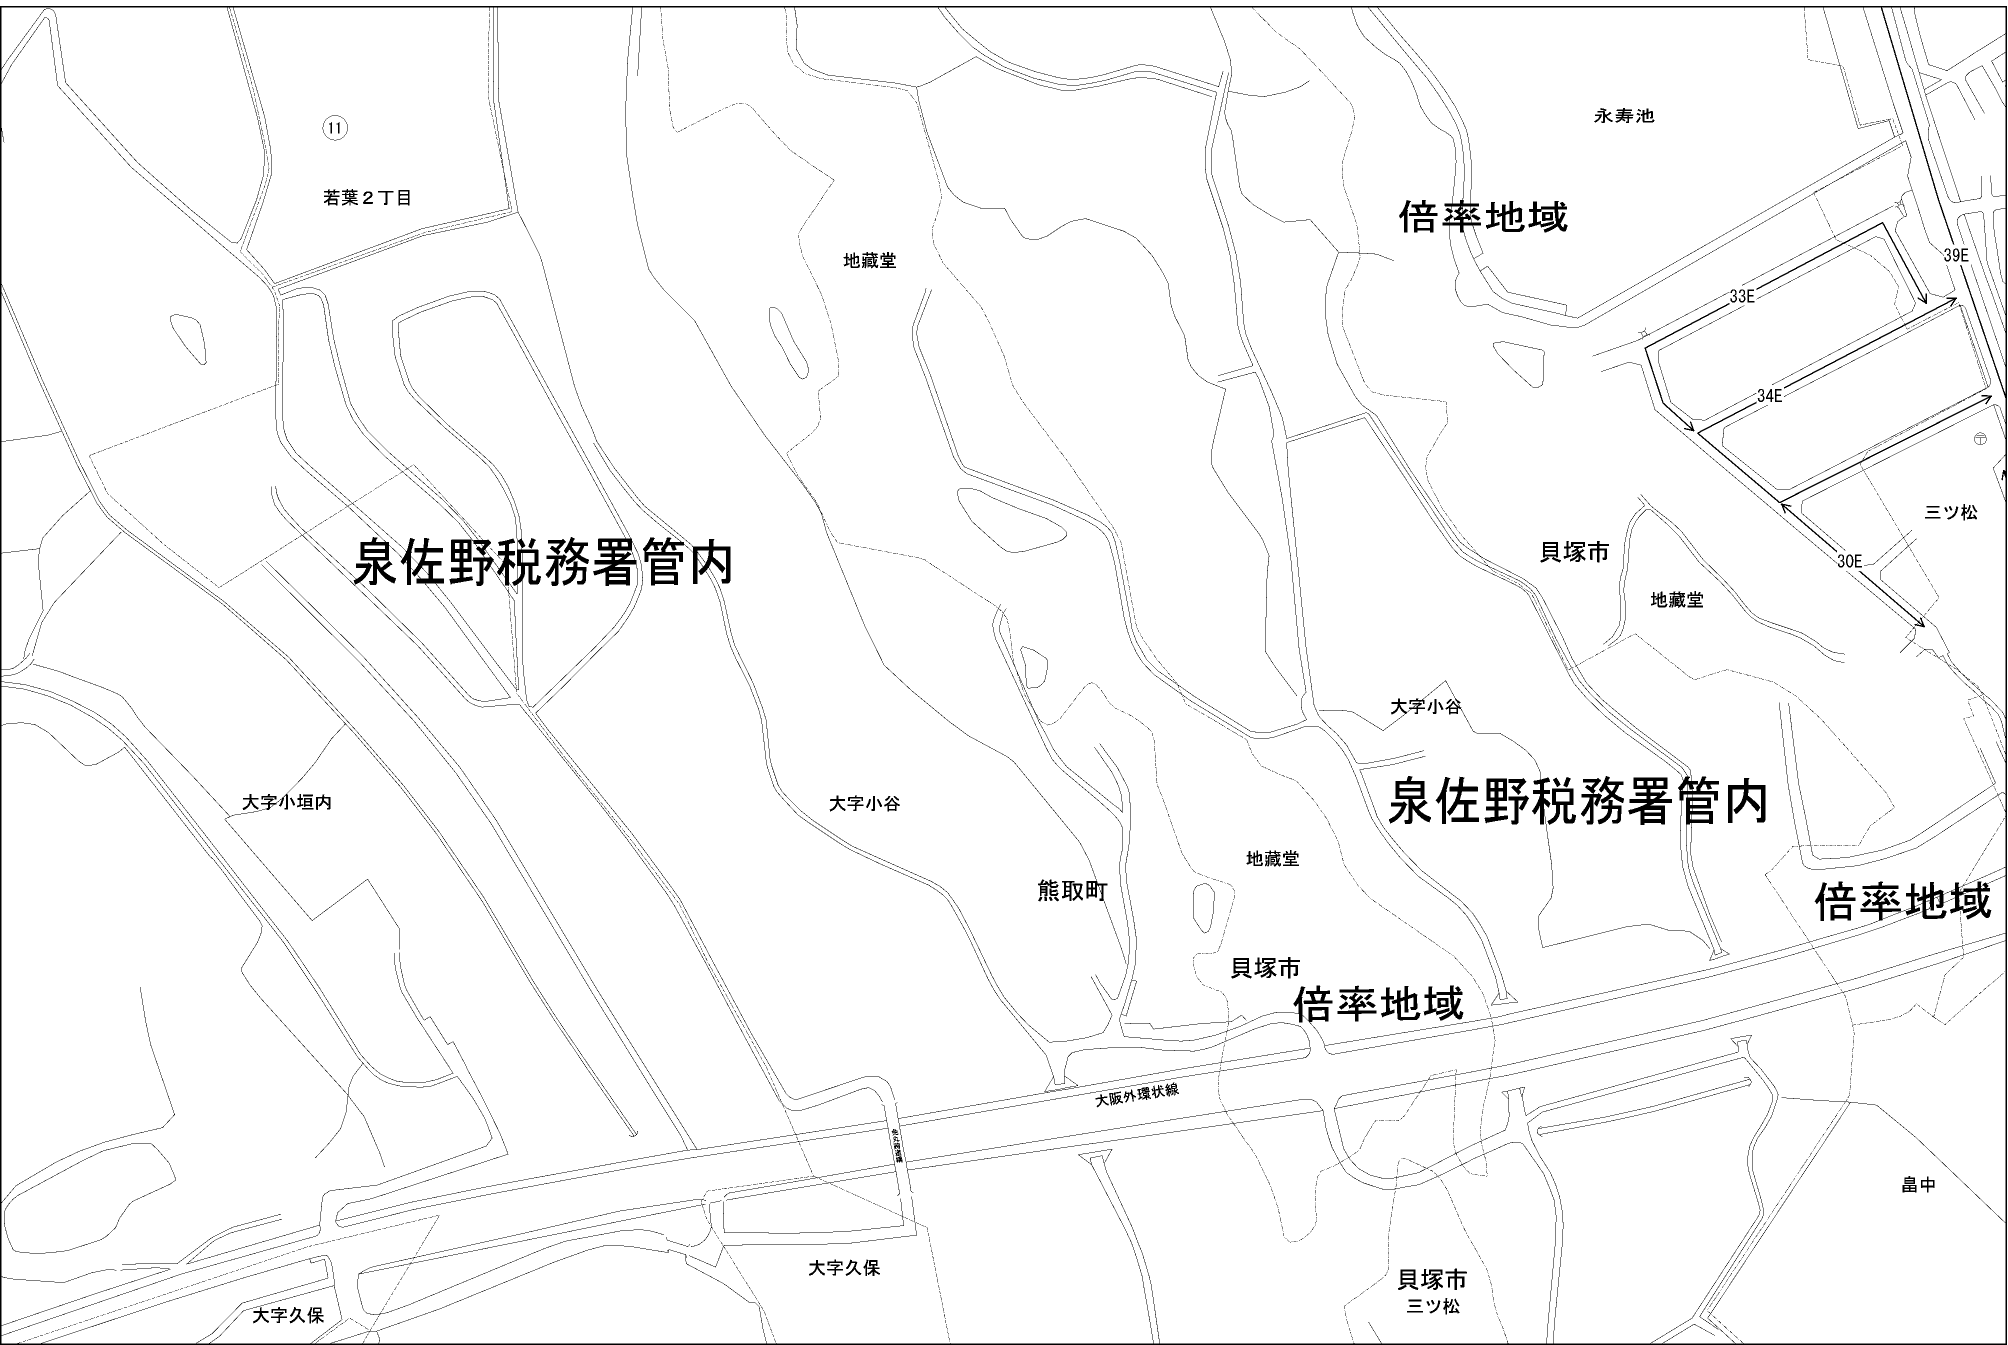 永寿池
11
若葉2丁目
倍率地域
39E
地蔵堂
33E
34E
三ツ松
貝塚市
泉佐野税務署管内
30E
地蔵堂
大字小谷
大字小垣内
大字小谷
泉佐野税務署管内
地蔵堂
熊取町
倍率地域
貝塚市
倍率地域
大阪外環状線
畠中
大字久保
貝塚市
三ツ松
大字久保